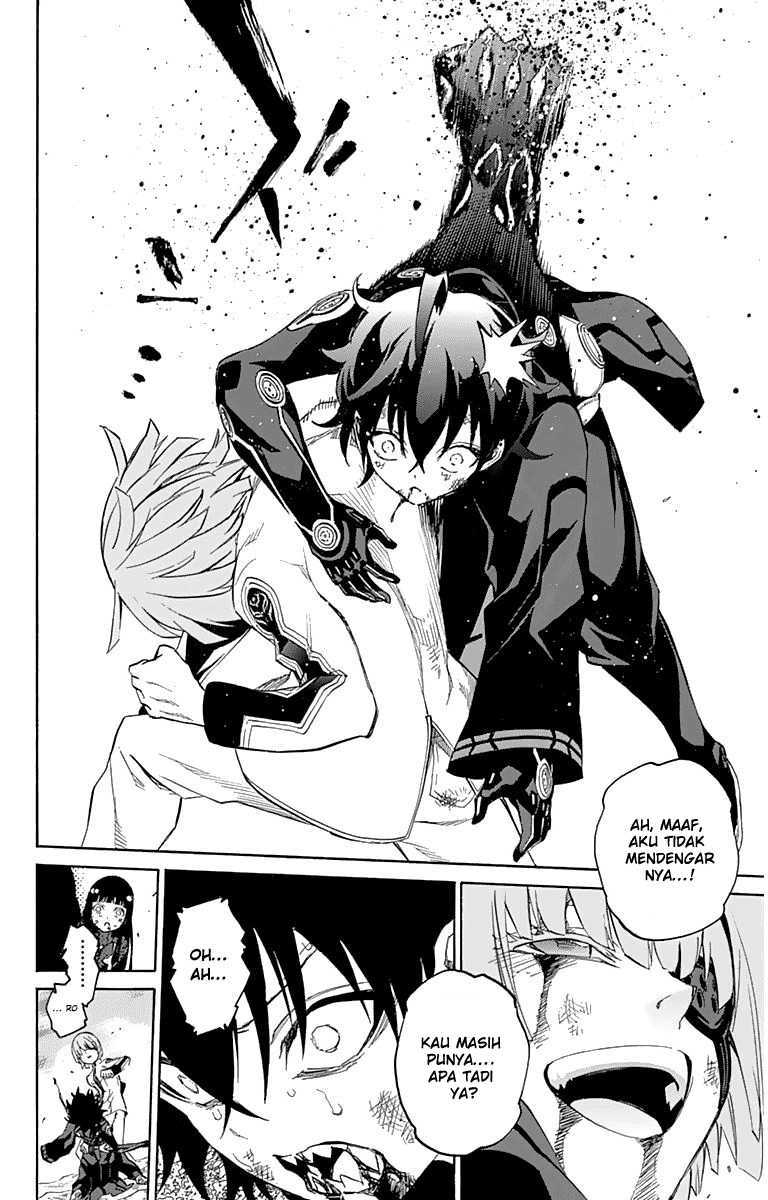 AH, MAAF,
AKU TIDAK
MENDENGAR
NYA...!
KAU MASIH
PUNYA....
APA TADI
YA?
OH...
AH...
.........
... RO